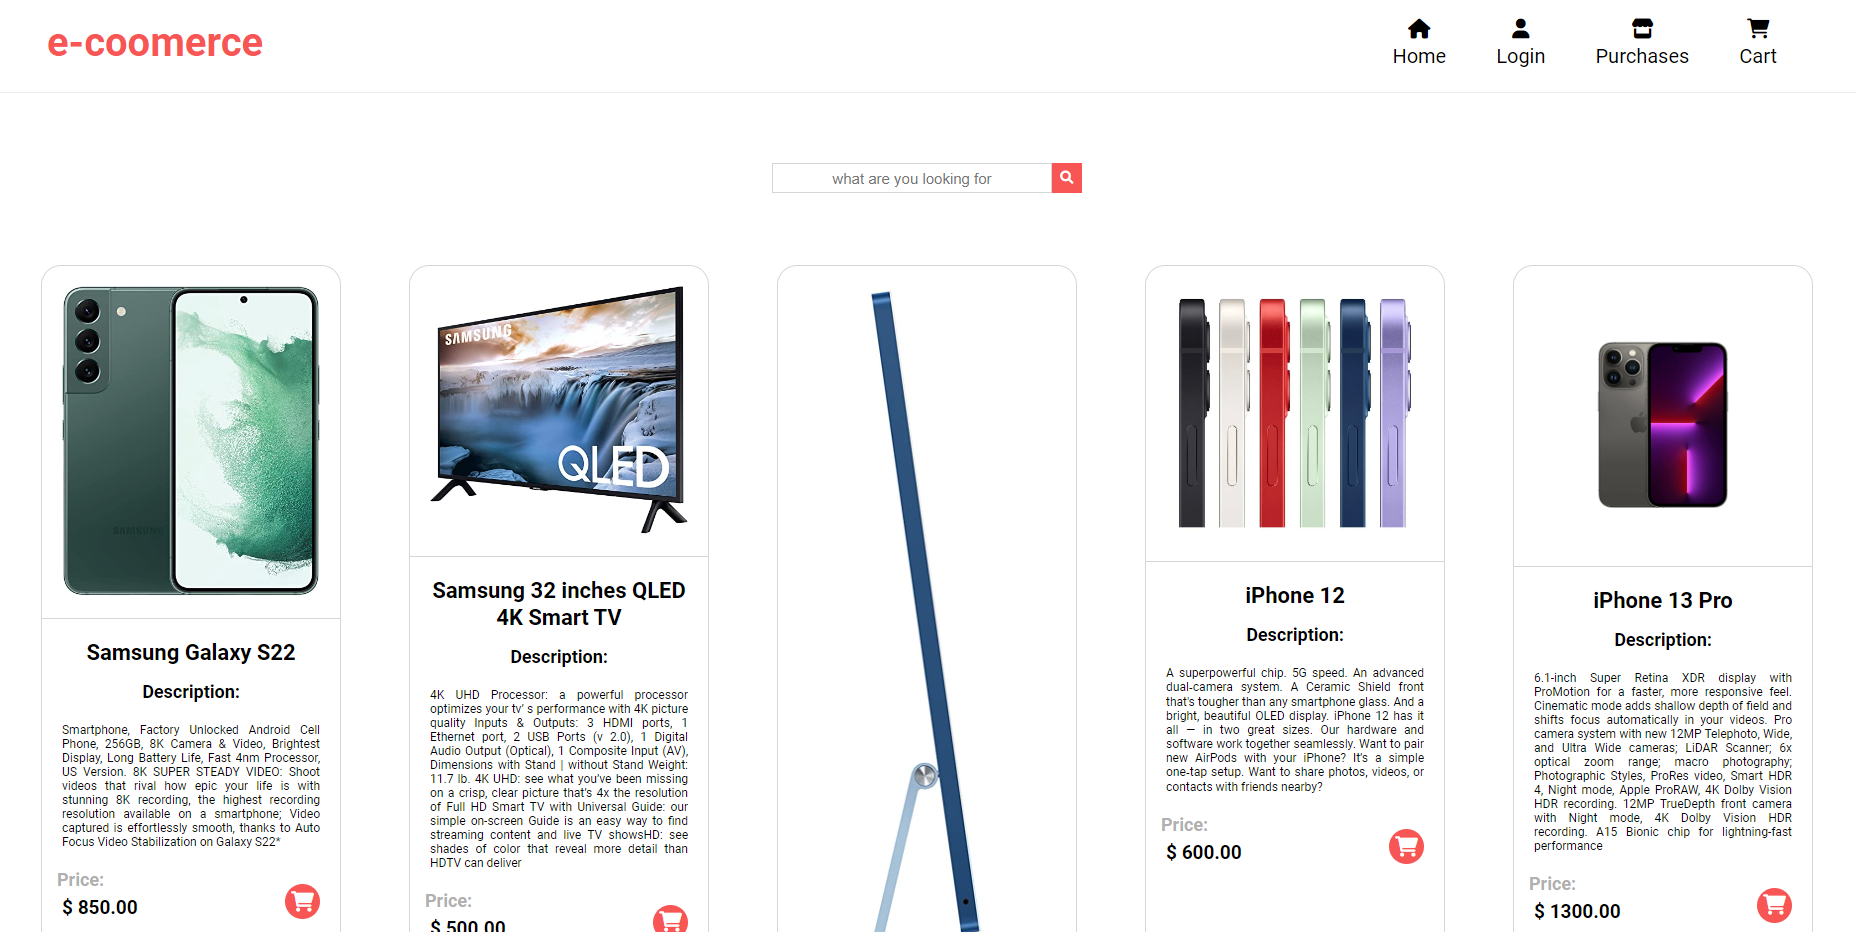 e-coomerce
Home
Login
Purchases
Cart
what are you looking for
SAMSUNG
Samsung Galaxy S22
Description:
Smartphone, Factory Unlocked Android Cell
Phone, 256GB, 8K Camera & Video, Brightest
Display, Long Battery Life, Fast 4nm Processor,
US Version. 8K SUPER STEADY VIDEO: Shoot
videos that rival how epic your life is with
stunning 8K recording, the highest recording
resolution available on a smartphone; Video
captured is effortlessly smooth, thanks to Auto
Focus Video Stabilization on Galaxy S22*
Price:
$ 850.00
SAMSUNG
QLED
Samsung 32 inches QLED
4K Smart TV
Description:
4K UHD Processor: a powerful processor
optimizes your tv' s performance with 4K picture
quality Inputs & Outputs: 3 HDMI ports, 1
Ethernet port, 2 USB Ports (v 2.0), 1 Digital
Audio Output (Optical), 1 Composite Input (AV),
Dimensions with Stand | without Stand Weight:
11.7 lb. 4K UHD: see what you've been missing
on a crisp, clear picture that's 4x the resolution
of Full HD Smart TV with Universal Guide: our
simple on-screen Guide is an easy way to find
streaming content and live TV showsHD: see
shades of color that reveal more detail than
HDTV can deliver
Price:
$ 500.00
iPhone 12
Description:
A superpowerful chip. 5G speed. An advanced
dual-camera system. A Ceramic Shield front
that's tougher than any smartphone glass. And a
bright, beautiful OLED display. iPhone 12 has it
all — in two great sizes. Our hardware and
software work together seamlessly. Want to pair
new AirPods with your iPhone? It's a simple
one-tap setup. Want to share photos, videos, or
contacts with friends nearby?
Price:
$ 600.00
iPhone 13 Pro
Description:
6.1-inch Super Retina XDR display with
ProMotion for a faster, more responsive feel.
Cinematic mode adds shallow depth of field and
shifts focus automatically in your videos. Pro
camera system with new 12MP Telephoto, Wide,
and Ultra Wide cameras; LiDAR Scanner; 6x
optical zoom range; macro photography;
Photographic Styles, ProRes video, Smart HDR
4, Night mode, Apple ProRAW, 4K Dolby Vision
HDR recording. 12MP TrueDepth front camera
with Night mode, 4K Dolby Vision HDR
recording. A15 Bionic chip for lightning-fast
performance
Price:
$ 1300.00